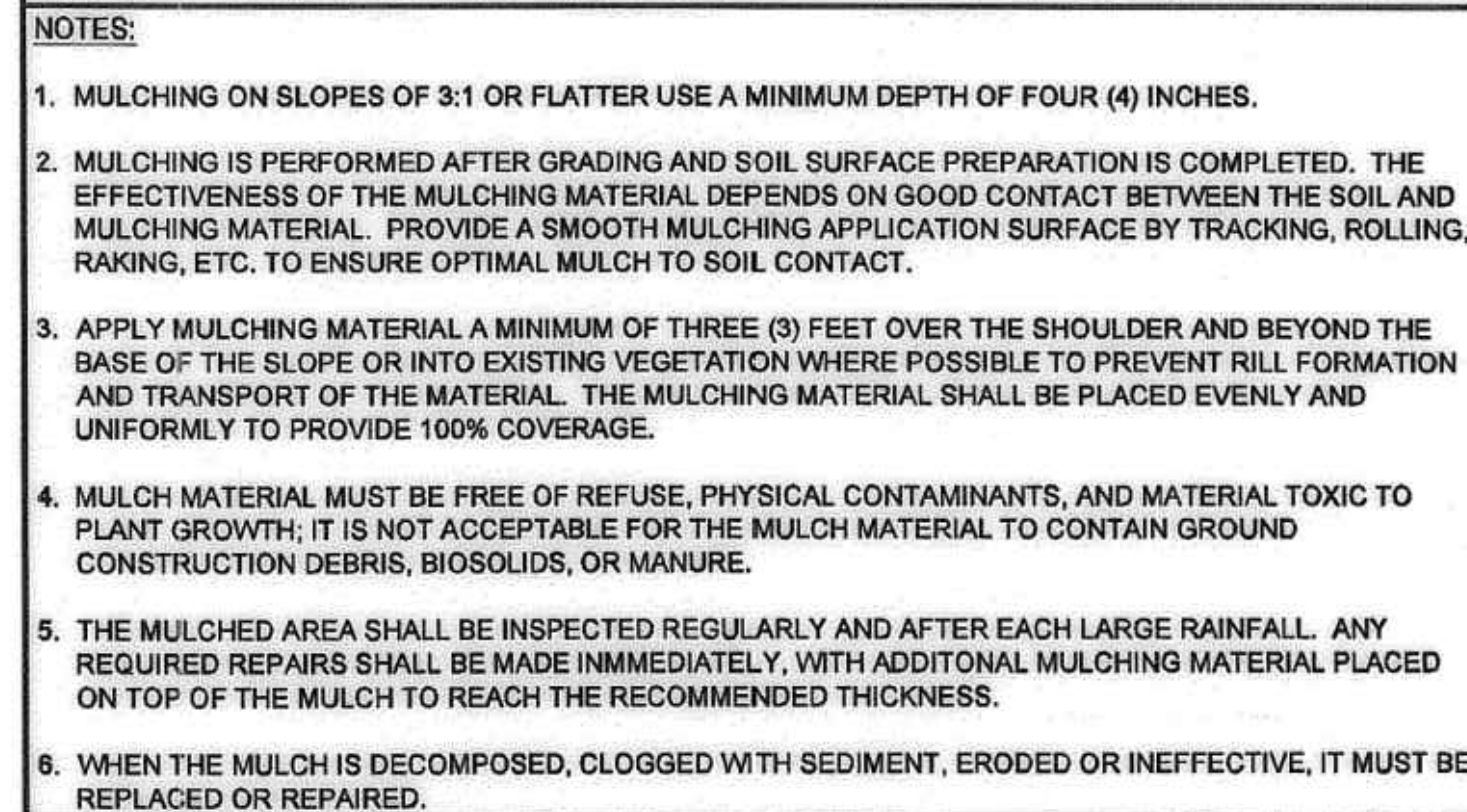 NOTES:
1. MULCHING ON SLOPES OF 3:1 OR FLATTER USE A MINIMUM DEPTH OF FOUR (4) INCHES.
2. MULCHING IS PERFORMED AFTER GRADING AND SOIL SURFACE PREPARATION IS COMPLETED. THE
EFFECTIVENESS OF THE MULCHING MATERIAL DEPENDS ON GOOD CONTACT BETWEEN THE SOIL AND
MULCHING MATERIAL. PROVIDE A SMOOTH MULCHING APPLICATION SURFACE BY TRACKING, ROLLING,
RAKING, ETC. TO ENSURE OPTIMAL MULCH TO SOIL CONTACT.
3. APPLY MULCHING MATERIAL A MINIMUM OF THREE (3) FEET OVER THE SHOULDER AND BEYOND THE
BASE OF THE SLOPE OR INTO EXISTING VEGETATION WHERE POSSIBLE TO PREVENT RILL FORMATION
AND TRANSPORT OF THE MATERIAL. THE MULCHING MATERIAL SHALL BE PLACED EVENLY AND
UNIFORMLY TO PROVIDE 100% COVERAGE.
4. MULCH MATERIAL MUST BE FREE OF REFUSE, PHYSICAL CONTAMINANTS, AND MATERIAL TOXIC TO
PLANT GROWTH; IT IS NOT ACCEPTABLE FOR THE MULCH MATERIAL TO CONTAIN GROUND
CONSTRUCTION DEBRIS, BIOSOLIDS, OR MANURE.
5. THE MULCHED AREA SHALL BE INSPECTED REGULARLY AND AFTER EACH LARGE RAINFALL. ANY
REQUIRED REPAIRS SHALL BE MADE INMMEDIATELY, WITH ADDITONAL MULCHING MATERIAL PLACED
ON TOP OF THE MULCH TO REACH THE RECOMMENDED THICKNESS.
6. WHEN THE MULCH IS DECOMPOSED, CLOGGED WITH SEDIMENT, ERODED OR INEFFECTIVE, IT MUST BE
REPLACED OR REPAIRED.